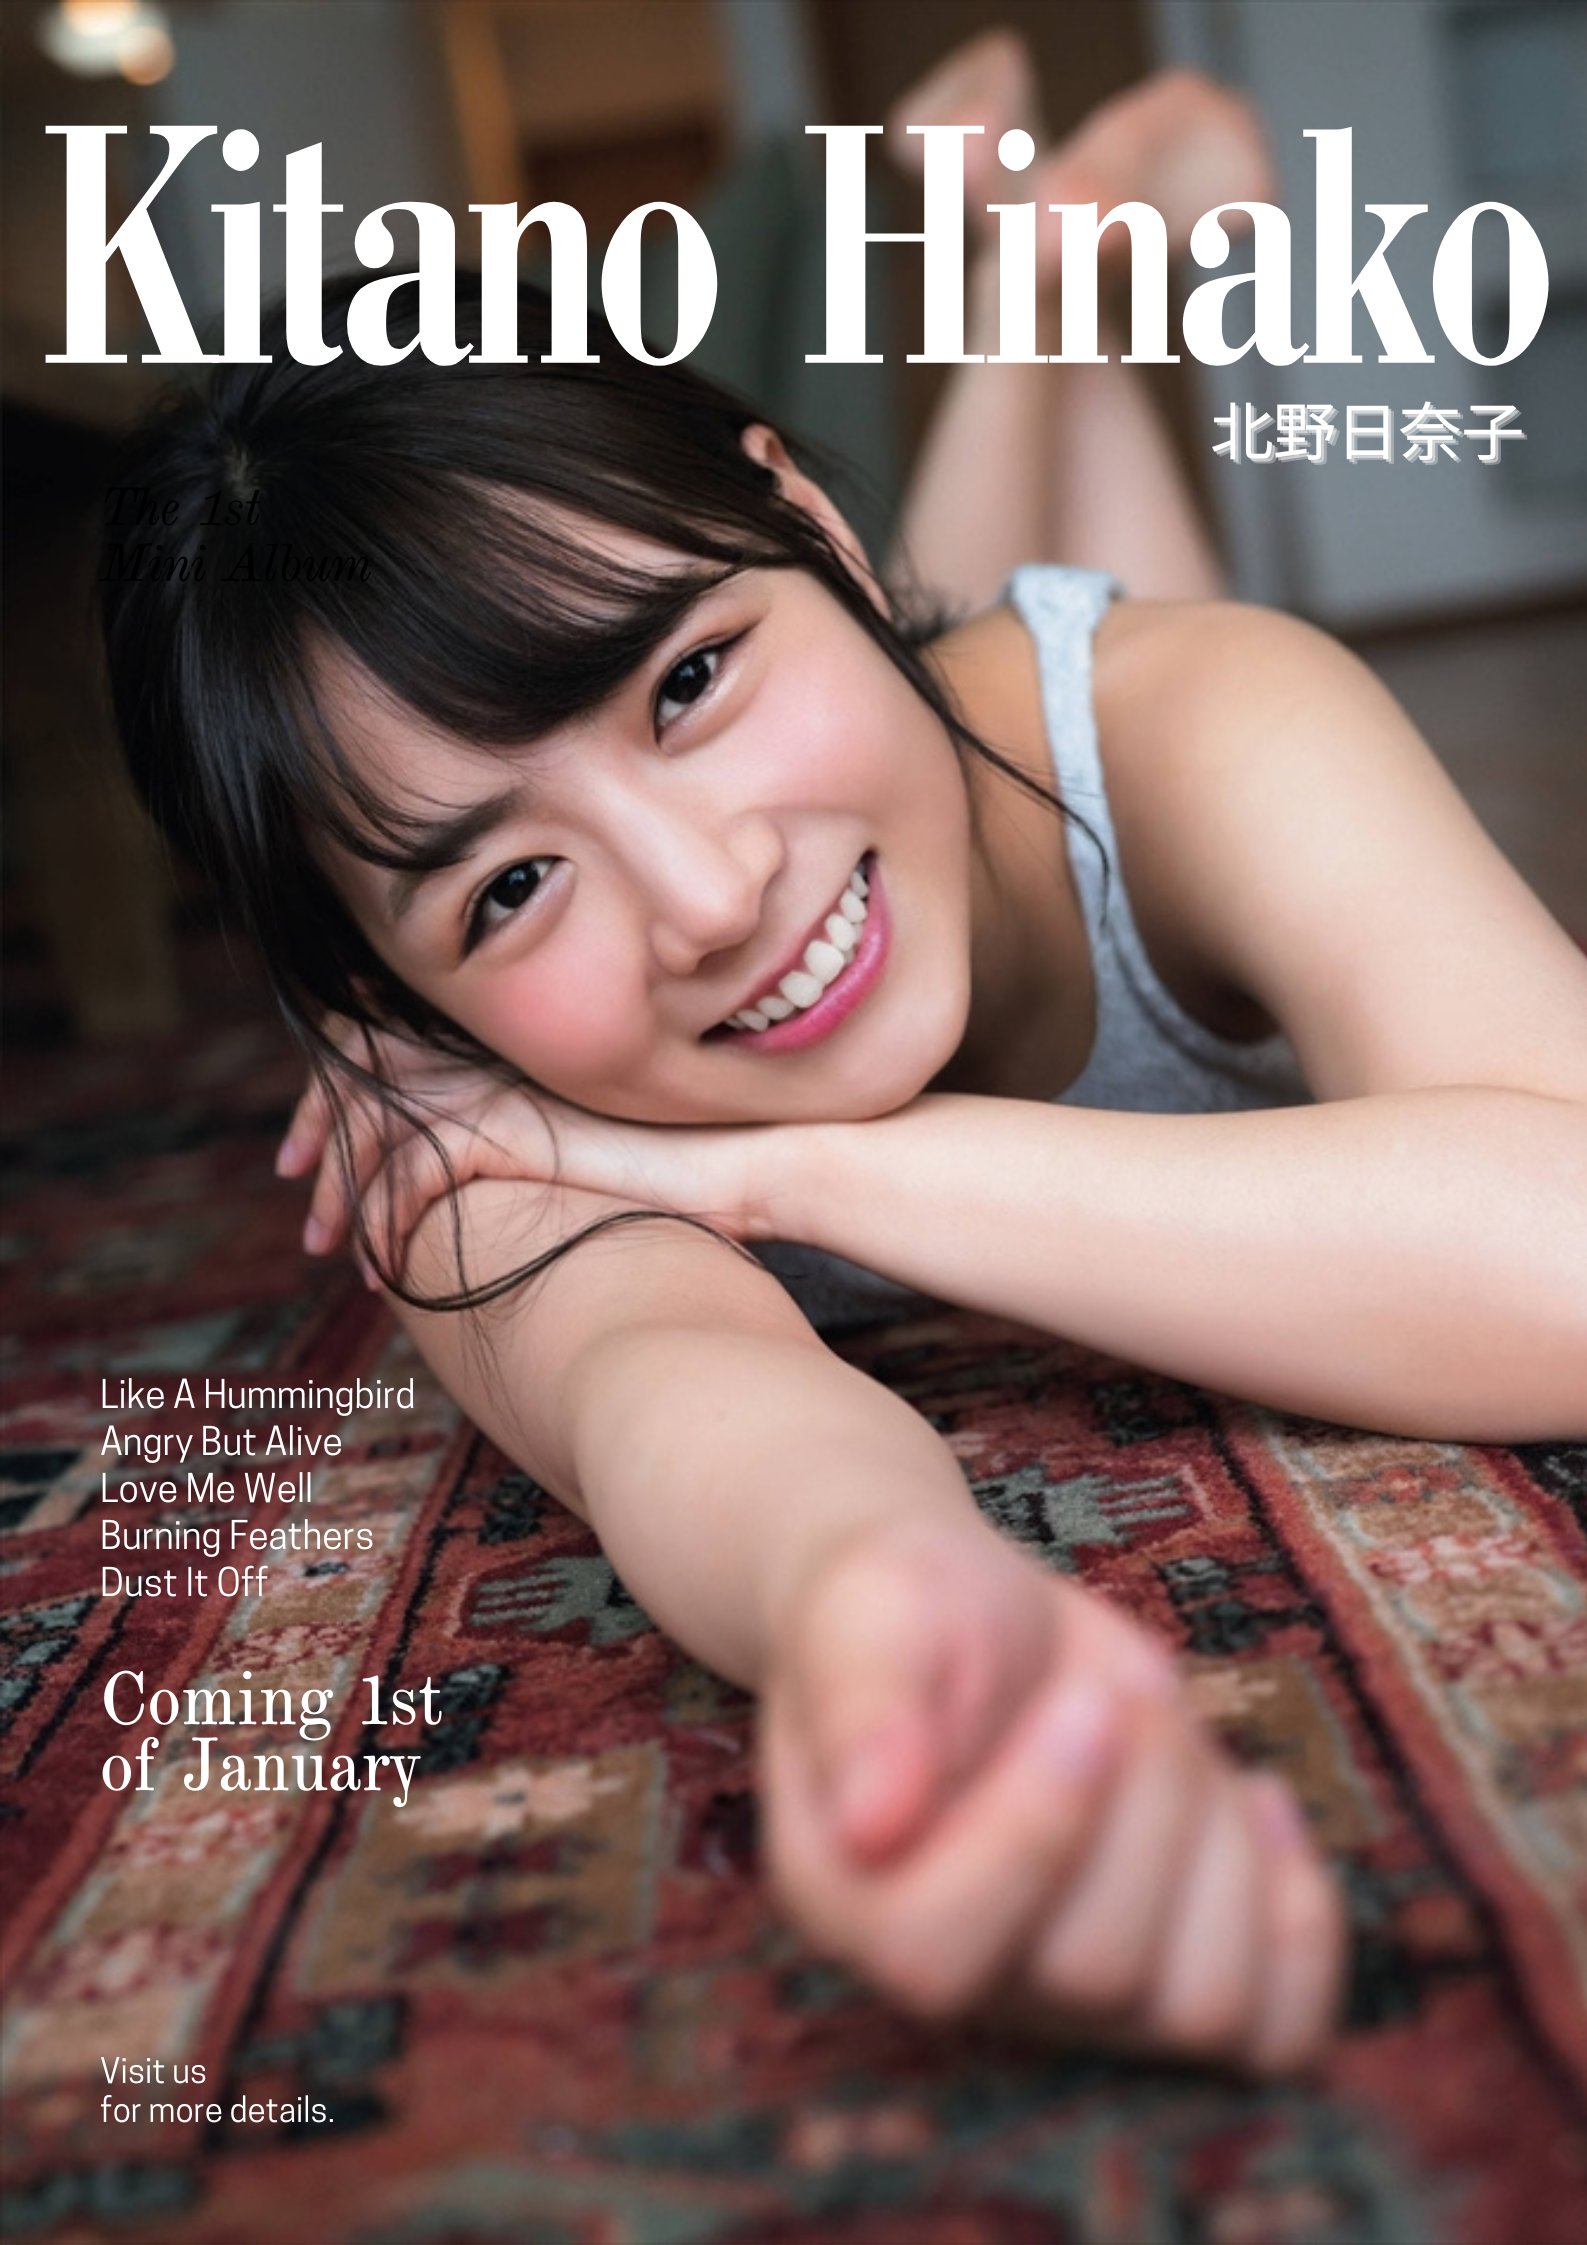 Kitano Hinako
北野日奈子
The 1st
Mini Album
Like A Hummingbird
Angry But Alive
Love Me Well
Burning Feathers
Dust It Off
Coming 1st
of January
Visit us
for more details.